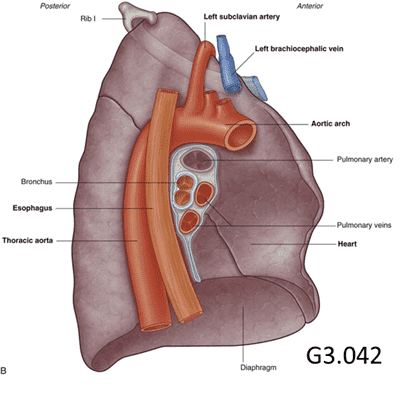 Posterior
Anterior
Rib I
Left subclavian artery
Left brachiocephalic vein
Aortic arch
Pulmonary artery
Bronchus
Esophagus
Pulmonary veins
Thoracic aorta
Heart
Diaphragm
G3.042
B